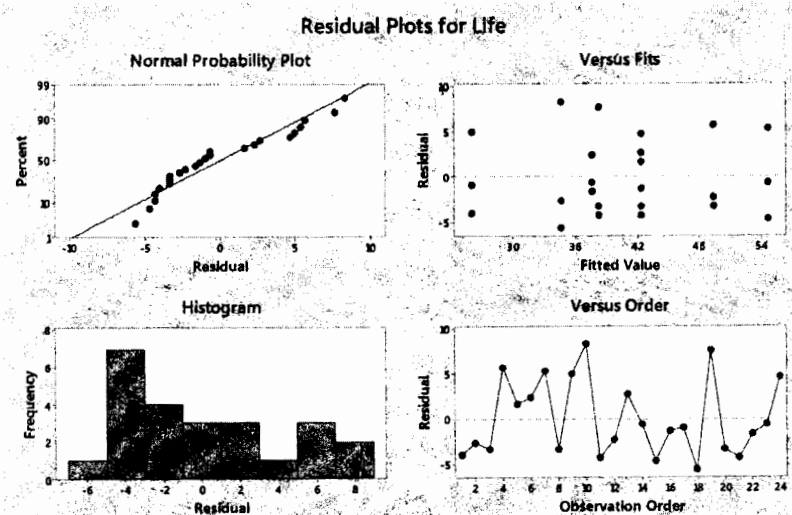 Residual Plots for Life
Normal Probability Plot
99
90
50
10
1
Percent
-10 -5 0 5 10
Residual
Versus Fits
10
5
0
-5
Residual
30 36 42 48 54
Fitted Value
Histogram
8
6
4
2
0
Frequency
-6 -4 -2 0 2 4 6 8
Residual
Versus Order
10
5
0
-5
Residual
2 4 6 8 10 12 14 16 18 20 22 24
Observation Order